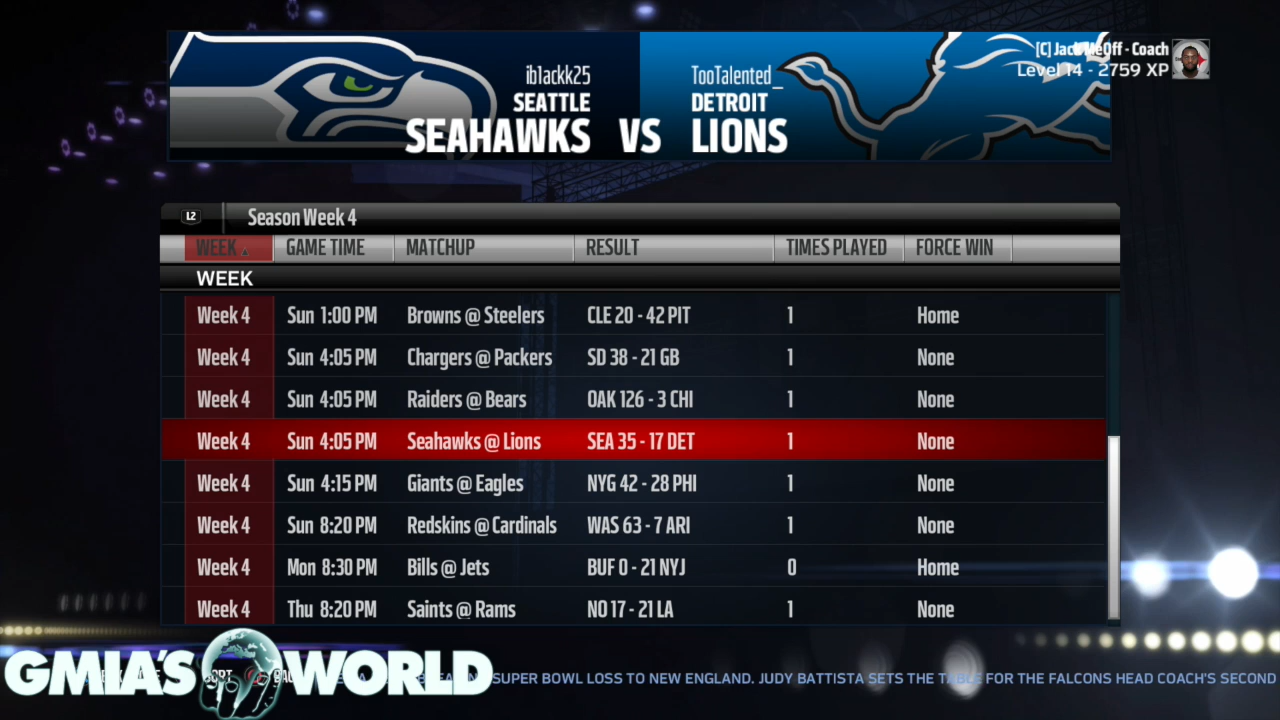 [C] Jack MeOff - Coach
Level 14 - 2759 XP
ib1ackk25
SEATTLE
SEAHAWKS
VS
TooTalented_
DETROIT
LIONS
L2 Season Week 4
WEEK GAME TIME MATCHUP RESULT TIMES PLAYED FORCE WIN
WEEK
Week 4 Sun 1:00 PM Browns @ Steelers CLE 20 - 42 PIT 1 Home
Week 4 Sun 4:05 PM Chargers @ Packers SD 38 - 21 GB 1 None
Week 4 Sun 4:05 PM Raiders @ Bears OAK 126 - 3 CHI 1 None
Week 4 Sun 4:05 PM Seahawks @ Lions SEA 35 - 17 DET 1 None
Week 4 Sun 4:15 PM Giants @ Eagles NYG 42 - 28 PHI 1 None
Week 4 Sun 8:20 PM Redskins @ Cardinals WAS 63 - 7 ARI 1 None
Week 4 Mon 8:30 PM Bills @ Jets BUF 0 - 21 NYJ 0 Home
Week 4 Thu 8:20 PM Saints @ Rams NO 17 - 21 LA 1 None
GMIA'S WORLD
SUPER BOWL LOSS TO NEW ENGLAND. JUDY BATTISTA SETS THE TABLE FOR THE FALCONS HEAD COACH'S SECOND